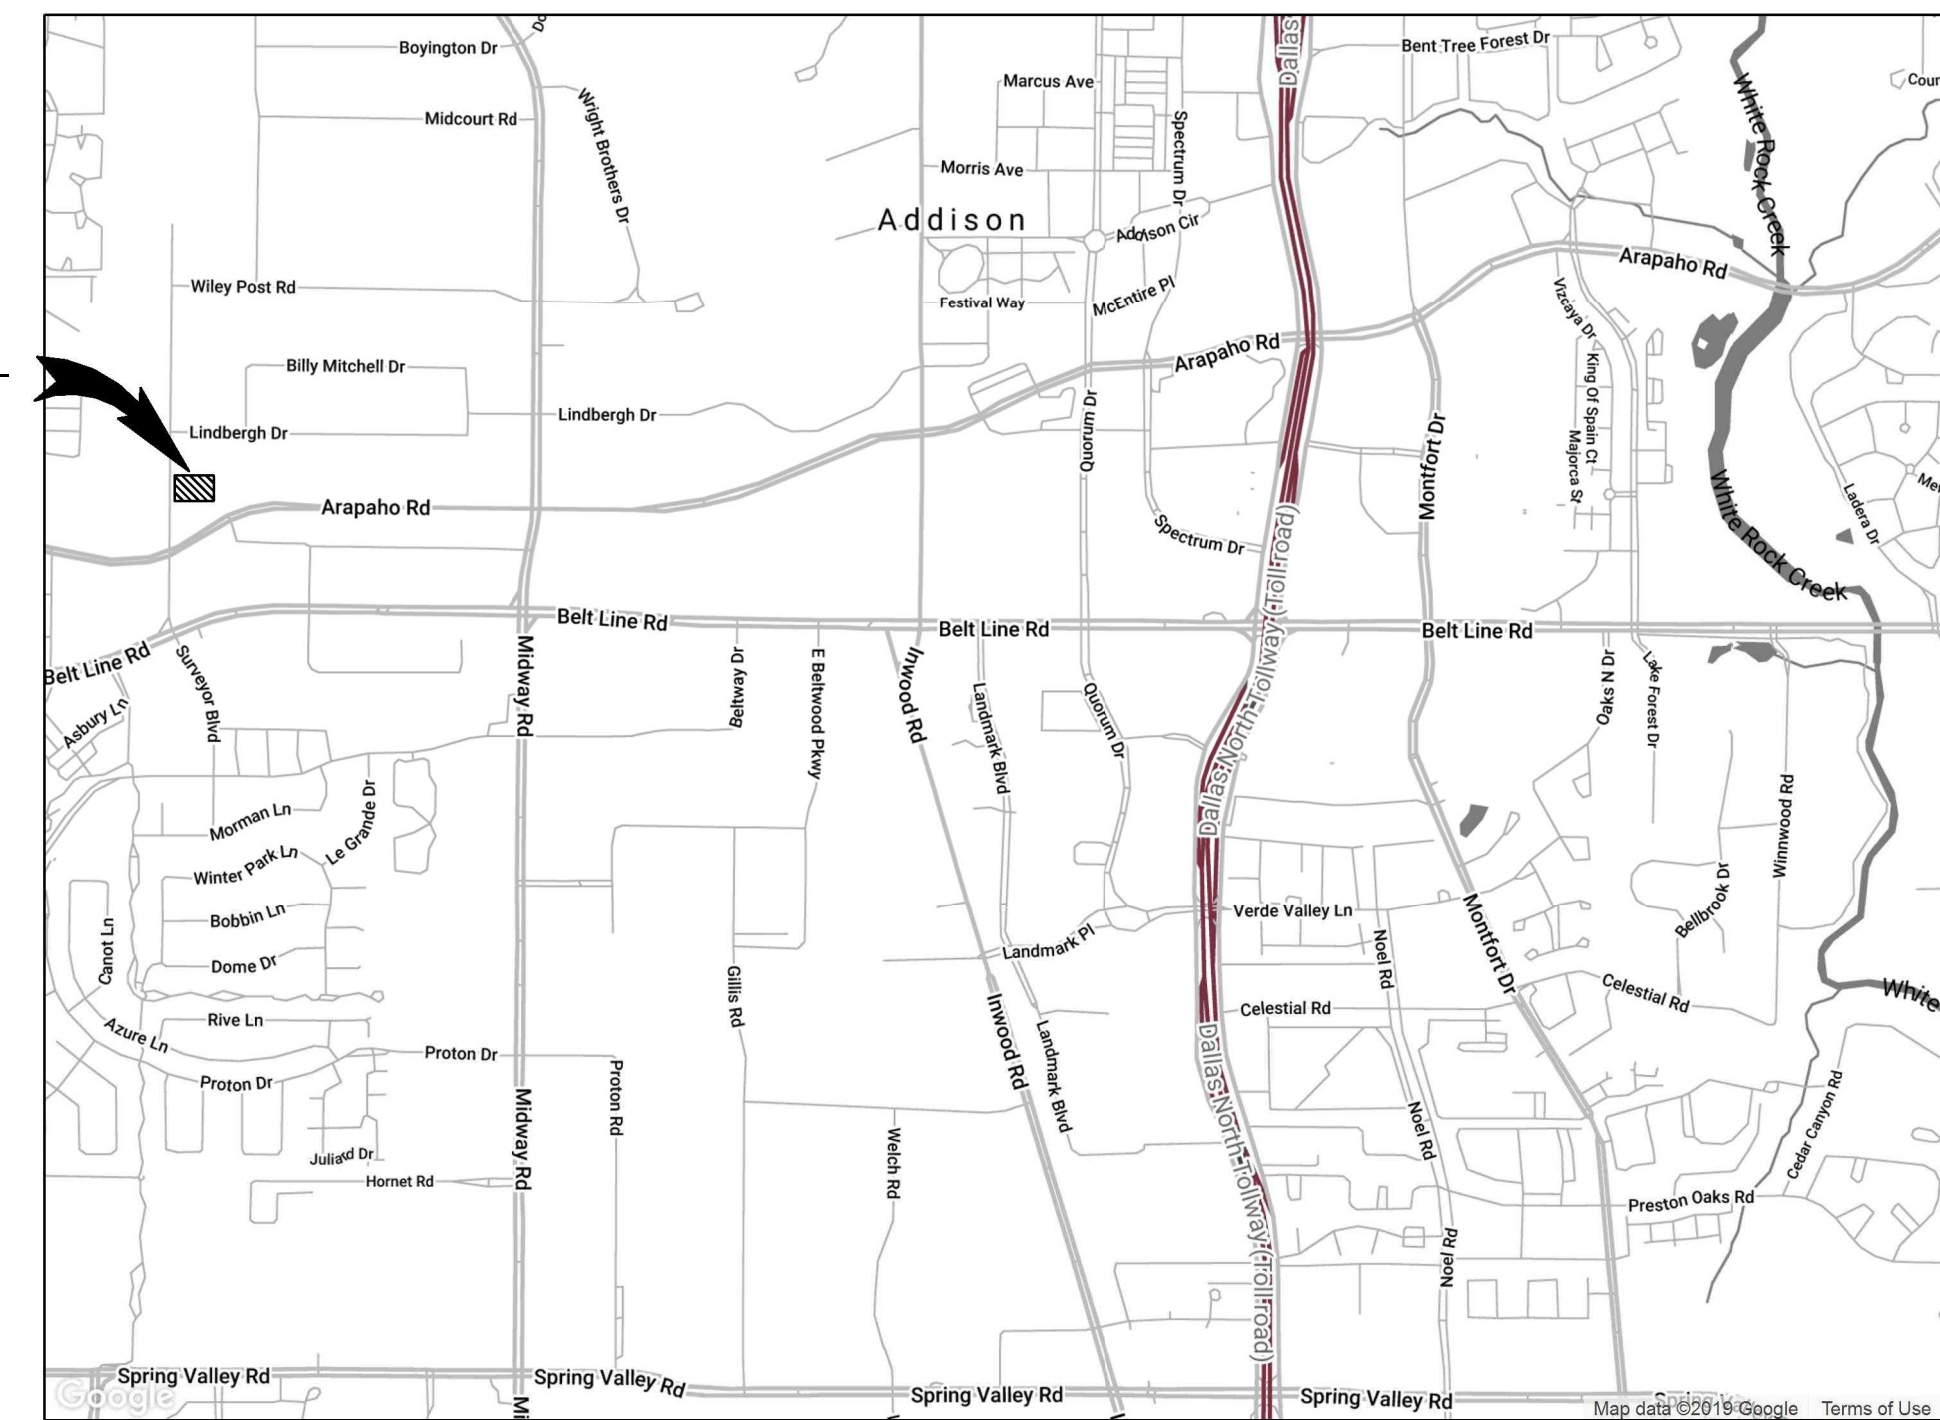 Boyington Dr
Bent Tree Forest Dr
Dallas
Marcus Ave
Midcourt Rd
Wright Brothers Dr
Spectrum Dr
White Rock Creek
Morris Ave
Addison
Addison Cir
Arapaho Rd
Wiley Post Rd
Festival Way
McEntire Pl
Vizcaya Dr
Arapaho Rd
Billy Mitchell Dr
King Of Spain Ct
Lindbergh Dr
Lindbergh Dr
Quorum Dr
Montfort Dr
Majorca St
White Rock Creek
Ladera Dr
Arapaho Rd
Spectrum Dr
Dallas North Tollway (Toll road)
Belt Line Rd
Belt Line Rd
Belt Line Rd
Belt Line Rd
Surveyor Blvd
Asbury Ln
Midway Rd
Beltway Dr
E Beltwood Pkwy
Inwood Rd
Landmark Blvd
Quorum Dr
Oaks N Dr
Lake Forest Dr
Morman Ln
Le Grande Dr
Winnwood Rd
Winter Park Ln
Bobbin Ln
Bellbrook Dr
Canot Ln
Verde Valley Ln
Landmark Pl
Montfort Dr
Noel Rd
Dome Dr
Gillis Rd
Celestial Rd
Celestial Rd
White
Rive Ln
Azure Ln
Inwood Rd
Landmark Blvd
Dallas North Tollway (Toll road)
Proton Dr
Proton Dr
Proton Rd
Midway Rd
Noel Rd
Cedar Canyon Rd
Welch Rd
Juliard Dr
Hornet Rd
Preston Oaks Rd
Noel Rd
Spring Valley Rd
Spring Valley Rd
Spring Valley Rd
Spring Valley Rd
Google
Map data ©2019 Google Terms of Use